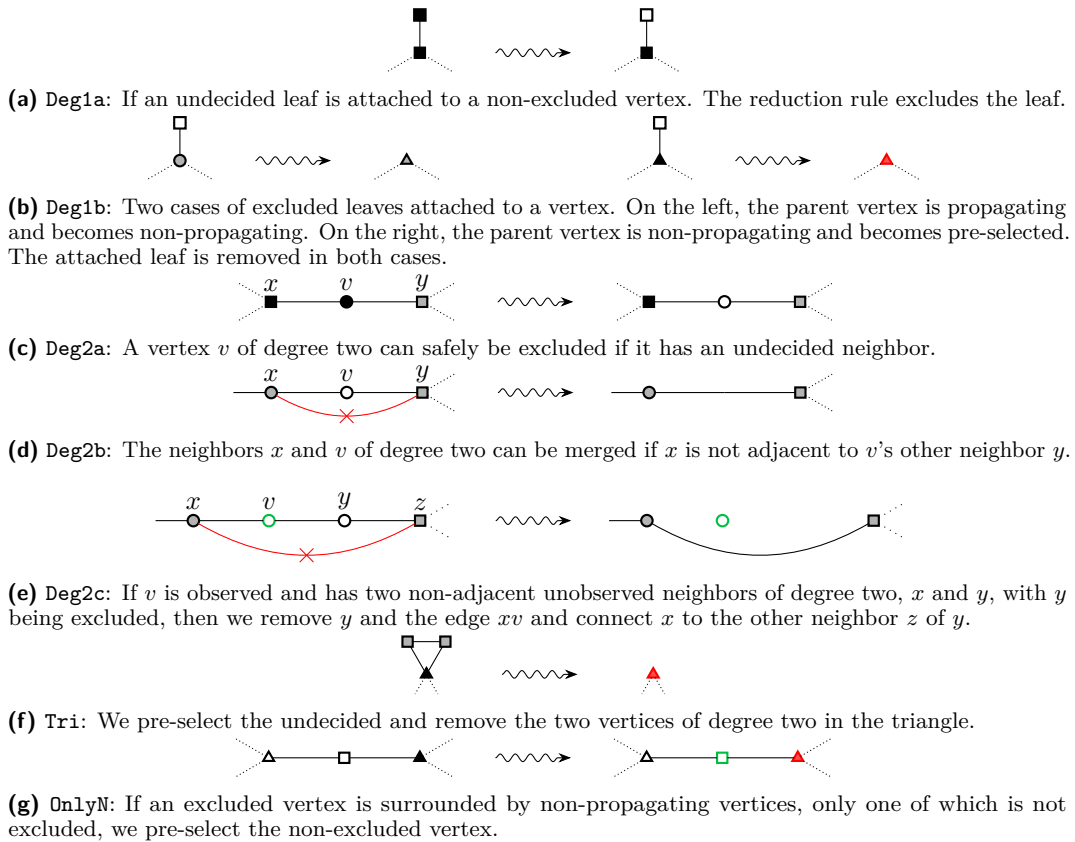 (a) Deg1a: If an undecided leaf is attached to a non-excluded vertex. The reduction rule excludes the leaf.
(b) Deg1b: Two cases of excluded leaves attached to a vertex. On the left, the parent vertex is propagating
and becomes non-propagating. On the right, the parent vertex is non-propagating and becomes pre-selected.
The attached leaf is removed in both cases.
x v y
(c) Deg2a: A vertex v of degree two can safely be excluded if it has an undecided neighbor.
x v y
(d) Deg2b: The neighbors x and v of degree two can be merged if x is not adjacent to v's other neighbor y.
x v y z
(e) Deg2c: If v is observed and has two non-adjacent unobserved neighbors of degree two, x and y, with y
being excluded, then we remove y and the edge xv and connect x to the other neighbor z of y.
(f) Tri: We pre-select the undecided and remove the two vertices of degree two in the triangle.
(g) OnlyN: If an excluded vertex is surrounded by non-propagating vertices, only one of which is not
excluded, we pre-select the non-excluded vertex.